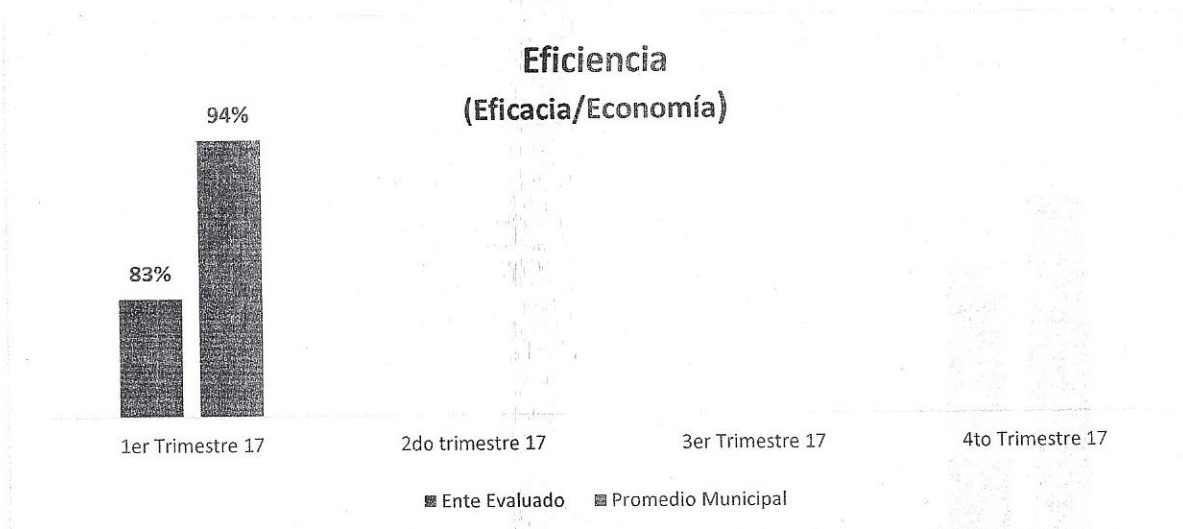 Eficiencia
(Eficacia/Economía)
94%
83%
1er Trimestre 17
2do trimestre 17
3er Trimestre 17
4to Trimestre 17
Ente Evaluado
Promedio Municipal